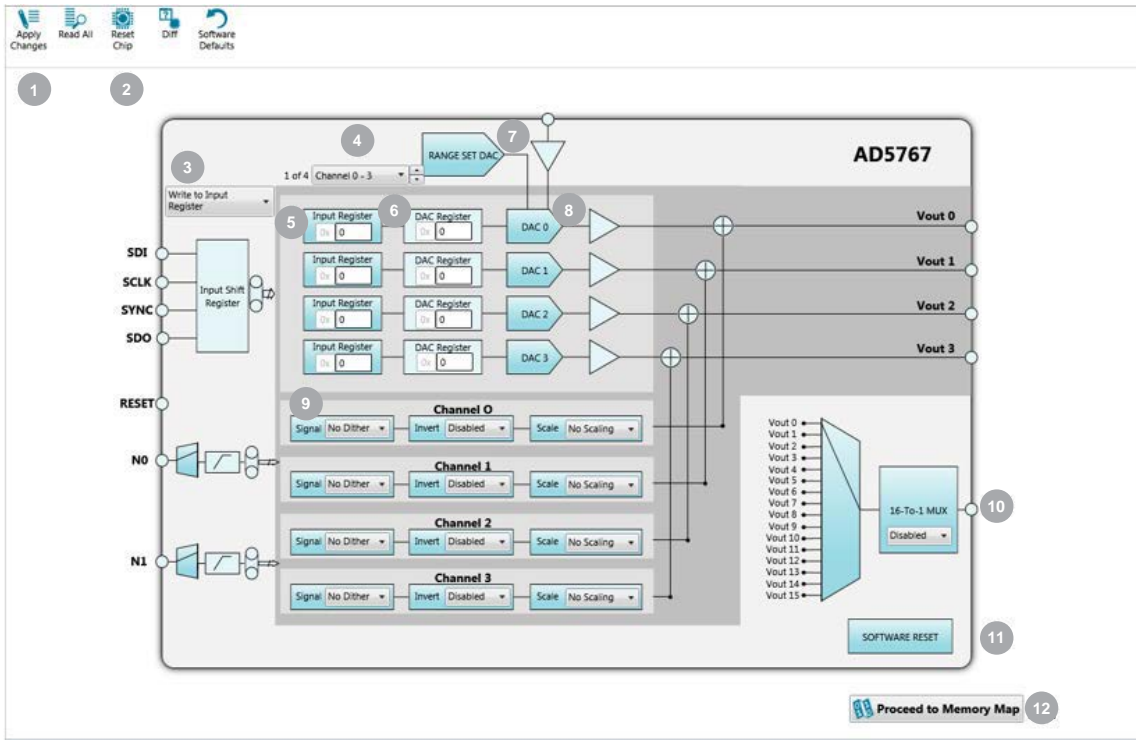 Apply Changes
Read All
Reset Chip
Diff
Software Defaults
1
2
3
4
5
6
7
8
9
10
11
12
AD5767
RANGE SET DAC
1 of 4 Channel 0 - 3
Write to Input
Register
Input Register
0x 0
DAC Register
0x 0
DAC 0
Vout 0
Input Register
0x 0
DAC Register
0x 0
DAC 1
Vout 1
Input Register
0x 0
DAC Register
0x 0
DAC 2
Vout 2
Input Register
0x 0
DAC Register
0x 0
DAC 3
Vout 3
SDI
SCLK
SYNC
SDO
Input Shift
Register
RESET
N0
N1
Channel O
Signal No Dither Invert Disabled Scale No Scaling
Channel 1
Signal No Dither Invert Disabled Scale No Scaling
Channel 2
Signal No Dither Invert Disabled Scale No Scaling
Channel 3
Signal No Dither Invert Disabled Scale No Scaling
Vout 0
Vout 1
Vout 2
Vout 3
Vout 4
Vout 5
Vout 6
Vout 7
Vout 8
Vout 9
Vout 10
Vout 11
Vout 12
Vout 13
Vout 14
Vout 15
16-To-1 MUX
Disabled
SOFTWARE RESET
Proceed to Memory Map